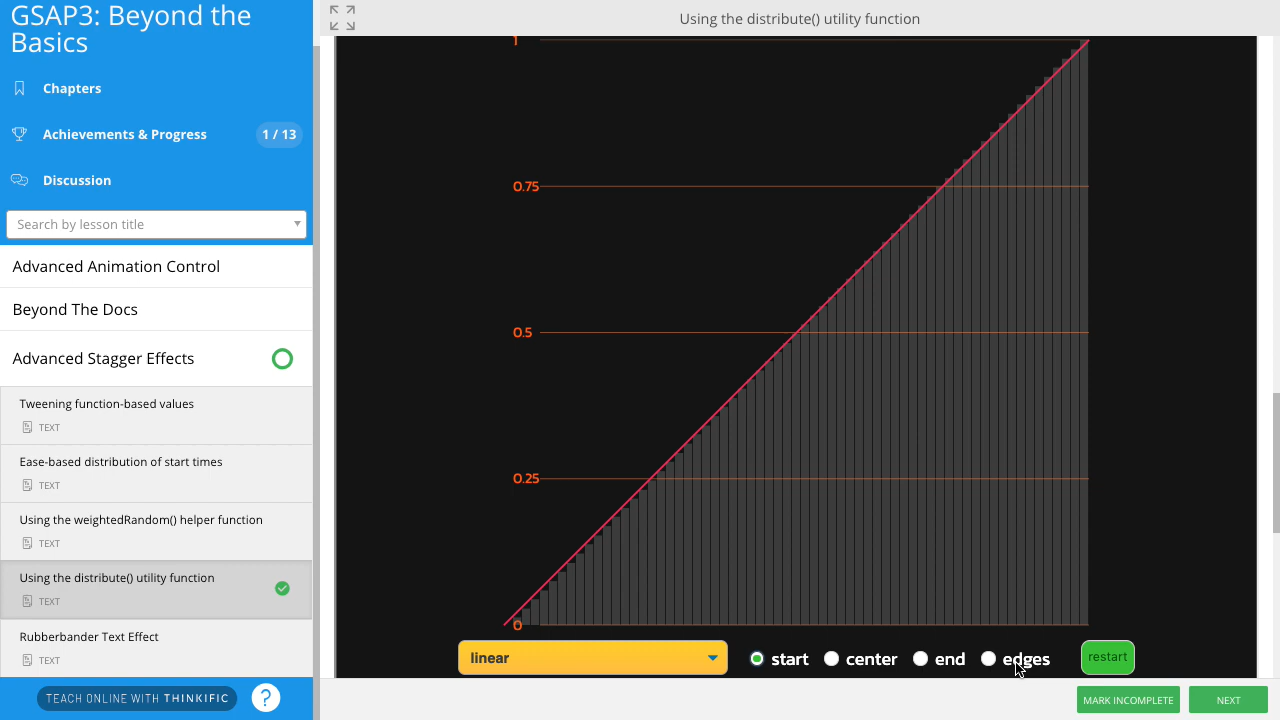 GSAP3: Beyond the
Basics
Chapters
Achievements & Progress
1 / 13
Discussion
Search by lesson title
Advanced Animation Control
Beyond The Docs
Advanced Stagger Effects
Tweening function-based values
TEXT
Ease-based distribution of start times
TEXT
Using the weightedRandom() helper function
TEXT
Using the distribute() utility function
TEXT
Rubberbander Text Effect
TEXT
TEACH ONLINE WITH THINKIFIC
?
Using the distribute() utility function
1
0.75
0.5
0.25
0
linear
start
center
end
edges
restart
MARK INCOMPLETE
NEXT